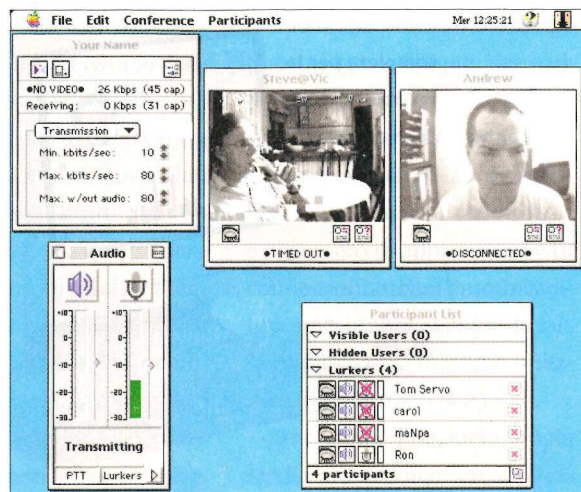 File Edit Conference Participants Mer 12:25:21
Your Name
●NO VIDEO● 26 Kbps (45 cap)
Receiving: 0 Kbps (31 cap)
Transmission
Min. kbits/sec: 10
Max. kbits/sec: 80
Max. w/out audio: 80
Steve@Vic
●TIMED OUT●
Andrew
●DISCONNECTED●
Audio
+10 +10
0 0
-10 -10
-20 -20
-30 -30
Transmitting
PTT Lurkers
Participant List
Visible Users (0)
Hidden Users (0)
Lurkers (4)
Tom Servo
carol
maNpa
Ron
4 participants